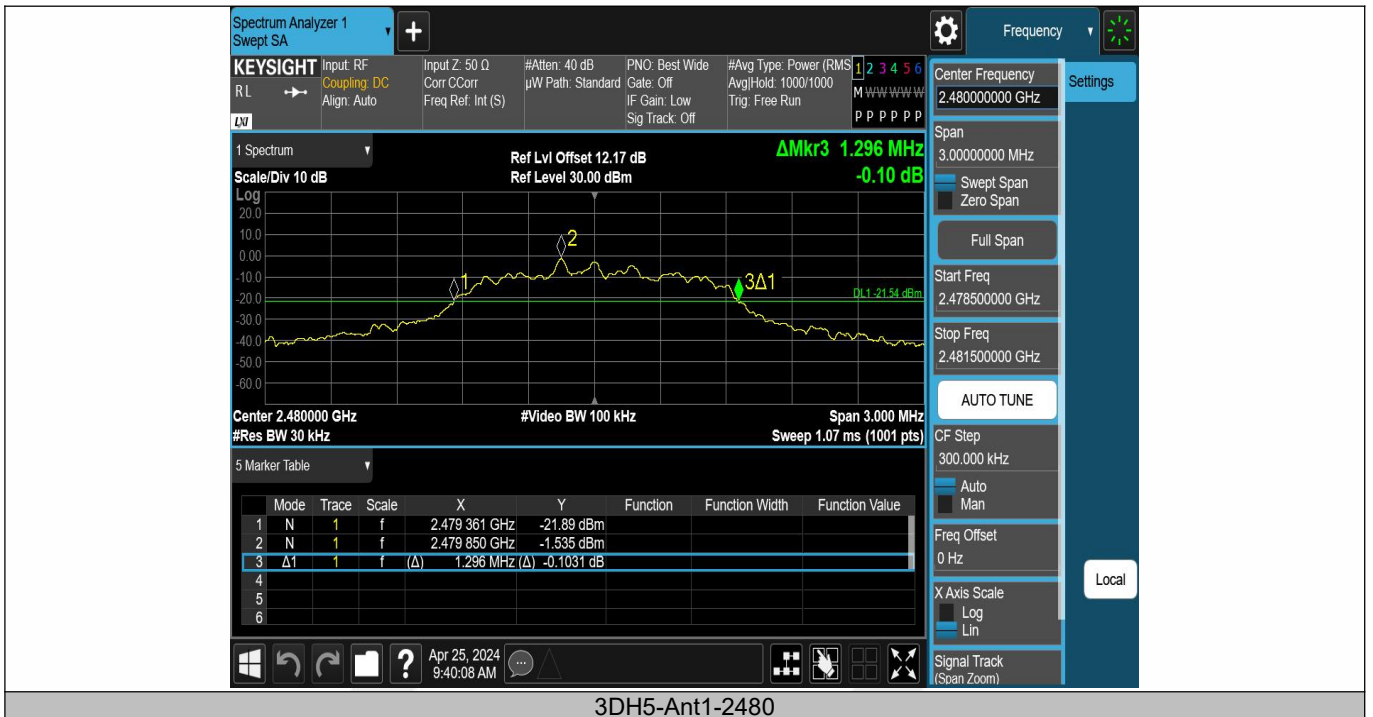 Spectrum Analyzer 1
Swept SA
+
Frequency
KEYSIGHT
RL
LXI
Input: RF
Coupling: DC
Align: Auto
Input Z: 50 Ω
Corr CCorr
Freq Ref: Int (S)
#Atten: 40 dB
µW Path: Standard
PNO: Best Wide
Gate: Off
IF Gain: Low
Sig Track: Off
#Avg Type: Power (RMS
Avg|Hold: 1000/1000
Trig: Free Run
1 2 3 4 5 6
M W W W W W
P P P P P P
1 Spectrum
Scale/Div 10 dB
Ref Lvl Offset 12.17 dB
Ref Level 30.00 dBm
ΔMkr3 1.296 MHz
-0.10 dB
Log
20.0
10.0
0.00
-10.0
-20.0
-30.0
-40.0
-50.0
-60.0
1
2
3Δ1
DL1 -21.54 dBm
Center 2.480000 GHz
#Video BW 100 kHz
Span 3.000 MHz
#Res BW 30 kHz
Sweep 1.07 ms (1001 pts)
5 Marker Table
Mode Trace Scale X Y Function Function Width Function Value
1 N 1 f 2.479 361 GHz -21.89 dBm
2 N 1 f 2.479 850 GHz -1.535 dBm
3 Δ1 1 f (Δ) 1.296 MHz (Δ) -0.1031 dB
4
5
6
Apr 25, 2024
9:40:08 AM
?
Center Frequency
2.480000000 GHz
Settings
Span
3.00000000 MHz
Swept Span
Zero Span
Full Span
Start Freq
2.478500000 GHz
Stop Freq
2.481500000 GHz
AUTO TUNE
CF Step
300.000 kHz
Auto
Man
Freq Offset
0 Hz
X Axis Scale
Log
Lin
Signal Track
(Span Zoom)
Local
3DH5-Ant1-2480